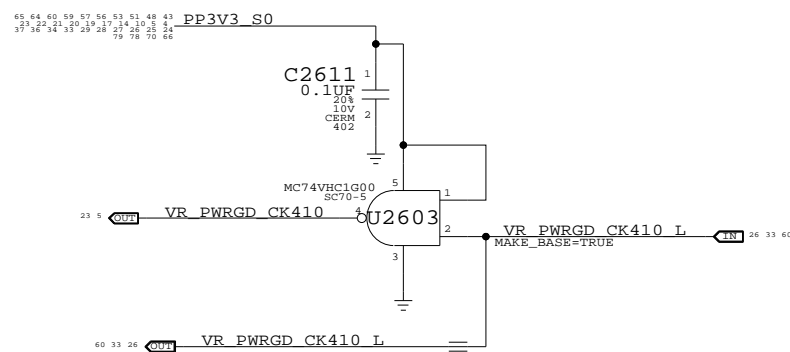 65 64 60 59 57 56 53 51 48 43
23 22 21 20 19 17 14 10 5 4
37 36 34 33 29 28 27 26 25 24
79 78 70 66
PP3V3_S0
C2611
1
0.1UF
20%
10V
CERM
402
2
MC74VHC1G00
SC70-5
5
1
4
U2603
2
3
23 5
OUT
VR_PWRGD_CK410
VR_PWRGD_CK410_L
MAKE_BASE=TRUE
IN
26 33 60
60 33 26
OUT
VR_PWRGD_CK410_L